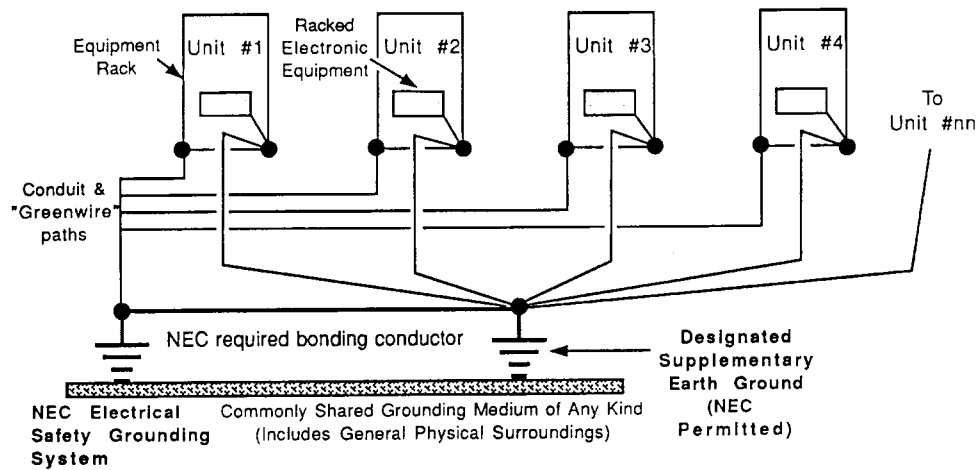 Equipment
Rack
Unit #1
Racked
Electronic
Equipment
Unit #2
Unit #3
Unit #4
To
Unit #nn
Conduit &
"Greenwire"
paths
NEC required bonding conductor
Designated
Supplementary
Earth Ground
(NEC
Permitted)
NEC Electrical
Safety Grounding
System
Commonly Shared Grounding Medium of Any Kind
(Includes General Physical Surroundings)